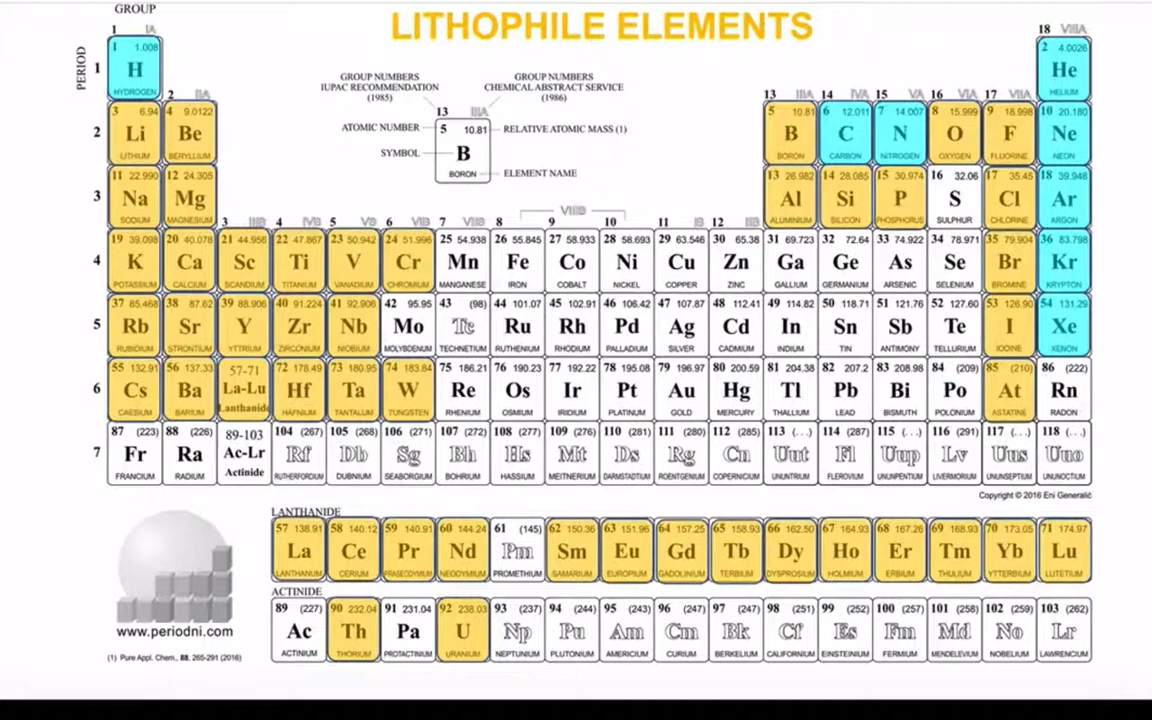 GROUP
LITHOPHILE ELEMENTS
1 IA
18 VIIIA
PERIOD
1 1.008 2 4.0026
1 H He
HYDROGEN HELIUM
GROUP NUMBERS IUPAC RECOMMENDATION (1985)
GROUP NUMBERS CHEMICAL ABSTRACT SERVICE (1986)
2 IIA
13 IIIA 14 IVA 15 VA 16 VIA 17 VIIA
13 IIIA
ATOMIC NUMBER 5 10.81 RELATIVE ATOMIC MASS (1)
SYMBOL B
BORON ELEMENT NAME
3 6.94 4 9.0122 5 10.81 6 12.011 7 14.007 8 15.999 9 18.998 10 20.180
2 Li Be B C N O F Ne
LITHIUM BERYLLIUM BORON CARBON NITROGEN OXYGEN FLUORINE NEON
11 22.990 12 24.305 13 26.982 14 28.085 15 30.974 16 32.06 17 35.45 18 39.948
3 Na Mg Al Si P S Cl Ar
SODIUM MAGNESIUM ALUMINIUM SILICON PHOSPHORUS SULPHUR CHLORINE ARGON
3 IIIB 4 IVB 5 VB 6 VIB 7 VIIB 8 9 VIIIB 10 11 IB 12 IIB
19 39.098 20 40.078 21 44.956 22 47.867 23 50.942 24 51.996 25 54.938 26 55.845 27 58.933 28 58.693 29 63.546 30 65.38 31 69.723 32 72.64 33 74.922 34 78.971 35 79.904 36 83.798
4 K Ca Sc Ti V Cr Mn Fe Co Ni Cu Zn Ga Ge As Se Br Kr
POTASSIUM CALCIUM SCANDIUM TITANIUM VANADIUM CHROMIUM MANGANESE IRON COBALT NICKEL COPPER ZINC GALLIUM GERMANIUM ARSENIC SELENIUM BROMINE KRYPTON
37 85.468 38 87.62 39 88.906 40 91.224 41 92.906 42 95.95 43 (98) 44 101.07 45 102.91 46 106.42 47 107.87 48 112.41 49 114.82 50 118.71 51 121.76 52 127.60 53 126.90 54 131.29
5 Rb Sr Y Zr Nb Mo Tc Ru Rh Pd Ag Cd In Sn Sb Te I Xe
RUBIDIUM STRONTIUM YTTRIUM ZIRCONIUM NIOBIUM MOLYBDENUM TECHNETIUM RUTHENIUM RHODIUM PALLADIUM SILVER CADMIUM INDIUM TIN ANTIMONY TELLURIUM IODINE XENON
55 132.91 56 137.33 57-71 72 178.49 73 180.95 74 183.84 75 186.21 76 190.23 77 192.22 78 195.08 79 196.97 80 200.59 81 204.38 82 207.2 83 208.98 84 (209) 85 (210) 86 (222)
6 Cs Ba La-Lu Hf Ta W Re Os Ir Pt Au Hg Tl Pb Bi Po At Rn
CAESIUM BARIUM Lanthanide HAFNIUM TANTALUM TUNGSTEN RHENIUM OSMIUM IRIDIUM PLATINUM GOLD MERCURY THALLIUM LEAD BISMUTH POLONIUM ASTATINE RADON
87 (223) 88 (226) 89-103 104 (267) 105 (268) 106 (271) 107 (272) 108 (277) 109 (276) 110 (281) 111 (280) 112 (285) 113 (...) 114 (287) 115 (...) 116 (291) 117 (...) 118 (...)
7 Fr Ra Ac-Lr Rf Db Sg Bh Hs Mt Ds Rg Cn Uut Fl Uup Lv Uus Uuo
FRANCIUM RADIUM Actinide RUTHERFORDIUM DUBNIUM SEABORGIUM BOHRIUM HASSIUM MEITNERIUM DARMSTADTIUM ROENTGENIUM COPERNICIUM UNUNTRIUM FLEROVIUM UNUNPENTIUM LIVERMORIUM UNUNSEPTIUM UNUNOCTIUM
Copyright © 2016 Eni Generalić
LANTHANIDE
57 138.91 58 140.12 59 140.91 60 144.24 61 (145) 62 150.36 63 151.96 64 157.25 65 158.93 66 162.50 67 164.93 68 167.26 69 168.93 70 173.05 71 174.97
La Ce Pr Nd Pm Sm Eu Gd Tb Dy Ho Er Tm Yb Lu
LANTHANUM CERIUM PRASEODYMIUM NEODYMIUM PROMETHIUM SAMARIUM EUROPIUM GADOLINIUM TERBIUM DYSPROSIUM HOLMIUM ERBIUM THULIUM YTTERBIUM LUTETIUM
ACTINIDE
89 (227) 90 232.04 91 231.04 92 238.03 93 (237) 94 (244) 95 (243) 96 (247) 97 (247) 98 (251) 99 (252) 100 (257) 101 (258) 102 (259) 103 (262)
Ac Th Pa U Np Pu Am Cm Bk Cf Es Fm Md No Lr
ACTINIUM THORIUM PROTACTINIUM URANIUM NEPTUNIUM PLUTONIUM AMERICIUM CURIUM BERKELIUM CALIFORNIUM EINSTEINIUM FERMIUM MENDELEVIUM NOBELIUM LAWRENCIUM
www.periodni.com
(1) Pure Appl. Chem., 88, 265-291 (2016)